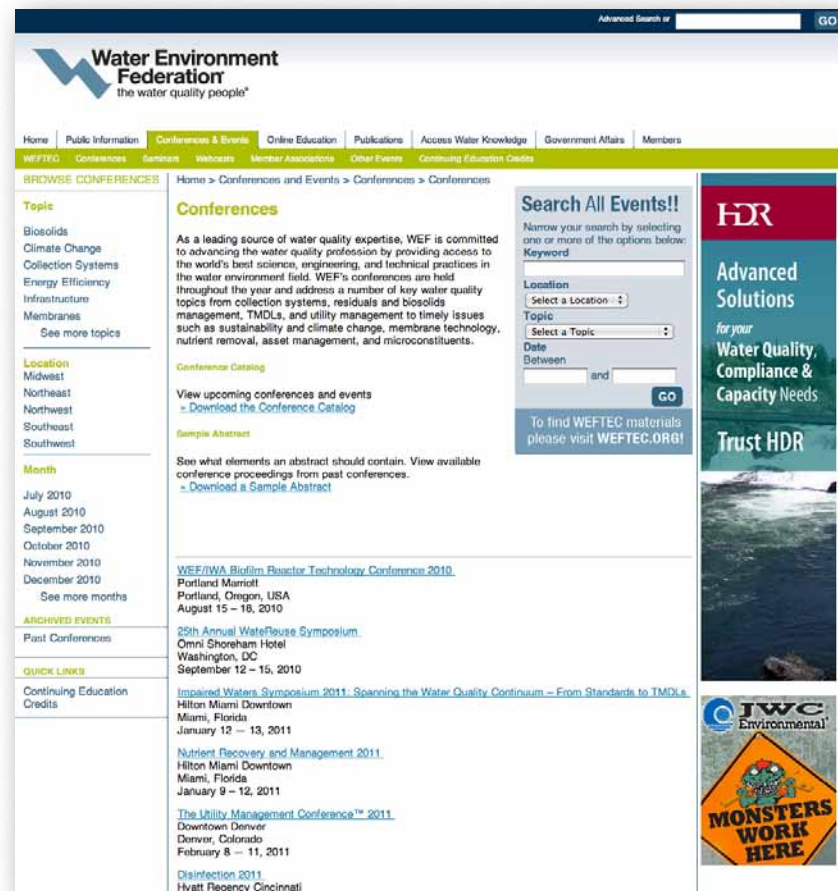 Advanced Search or
GO
Water Environment
Federation
the water quality people®
Home
Public Information
Conferences & Events
Online Education
Publications
Access Water Knowledge
Government Affairs
Members
WEFTEC
Conferences
Seminars
Webcasts
Member Associations
Other Events
Continuing Education Credits
BROWSE CONFERENCES
Topic
Biosolids
Climate Change
Collection Systems
Energy Efficiency
Infrastructure
Membranes
See more topics
Location
Midwest
Northeast
Northwest
Southeast
Southwest
Month
July 2010
August 2010
September 2010
October 2010
November 2010
December 2010
See more months
ARCHIVED EVENTS
Past Conferences
QUICK LINKS
Continuing Education
Credits
Home > Conferences and Events > Conferences > Conferences
Conferences
As a leading source of water quality expertise, WEF is committed
to advancing the water quality profession by providing access to
the world's best science, engineering, and technical practices in
the water environment field. WEF's conferences are held
throughout the year and address a number of key water quality
topics from collection systems, residuals and biosolids
management, TMDLs, and utility management to timely issues
such as sustainability and climate change, membrane technology,
nutrient removal, asset management, and microconstituents.
Conference Catalog
View upcoming conferences and events
» Download the Conference Catalog
Sample Abstract
See what elements an abstract should contain. View available
conference proceedings from past conferences.
» Download a Sample Abstract
Search All Events!!
Narrow your search by selecting
one or more of the options below:
Keyword
Location
Select a Location
Topic
Select a Topic
Date
Between
and
GO
To find WEFTEC materials
please visit WEFTEC.ORG!
WEF/IWA Biofilm Reactor Technology Conference 2010
Portland Marriott
Portland, Oregon, USA
August 15 – 18, 2010
25th Annual WateReuse Symposium
Omni Shoreham Hotel
Washington, DC
September 12 – 15, 2010
Impaired Waters Symposium 2011: Spanning the Water Quality Continuum – From Standards to TMDLs
Hilton Miami Downtown
Miami, Florida
January 12 — 13, 2011
Nutrient Recovery and Management 2011
Hilton Miami Downtown
Miami, Florida
January 9 – 12, 2011
The Utility Management Conference™ 2011
Downtown Denver
Denver, Colorado
February 8 — 11, 2011
Disinfection 2011
Hyatt Regency Cincinnati
HDR
Advanced
Solutions
for your
Water Quality,
Compliance &
Capacity Needs
Trust HDR
JWC
Environmental®
MONSTERS
WORK
HERE